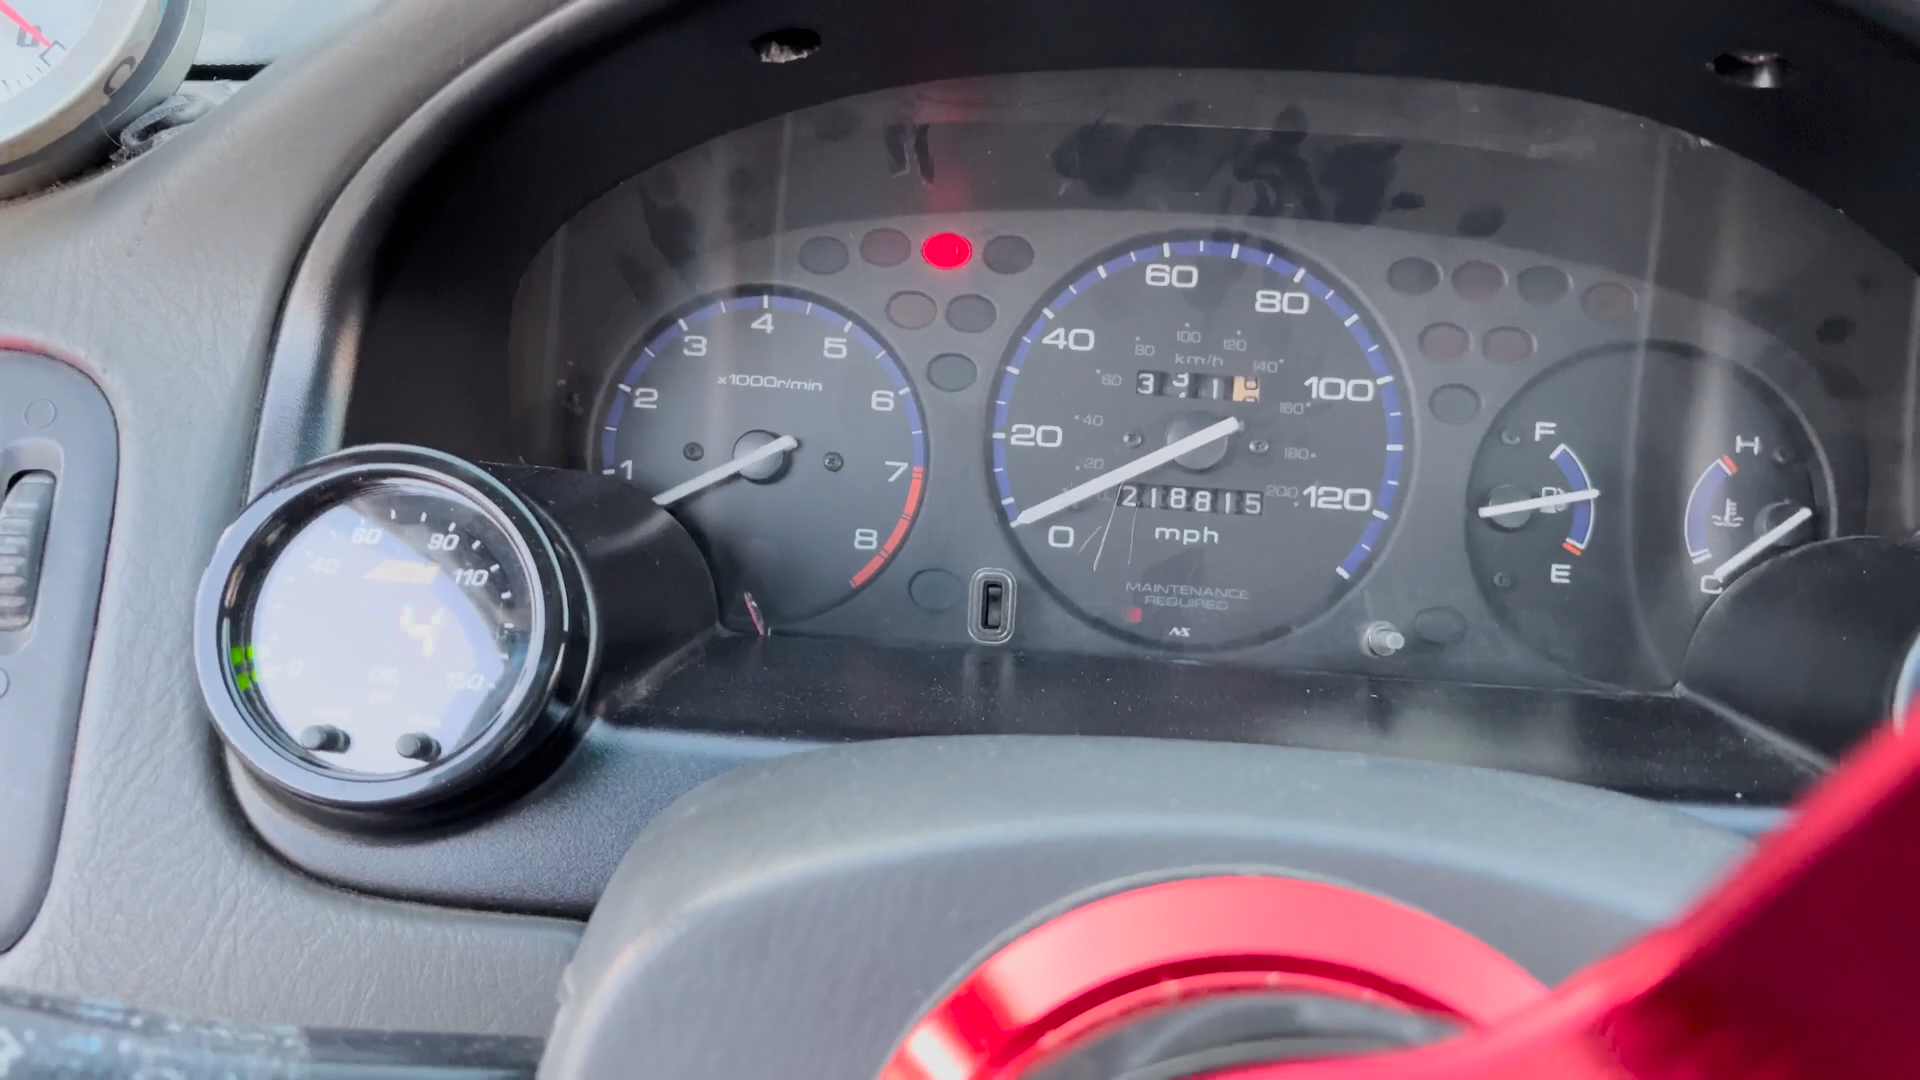 4
3 5
2 6
1 7
8
x1000r/min
60
40 80
20 100
0 120
80 100 120
60 140
40 160
20 180
200
km/h
218815
mph
MAINTENANCE
REQUIRED
F
E
H
C
60 90
40 110
4
0 OIL 150